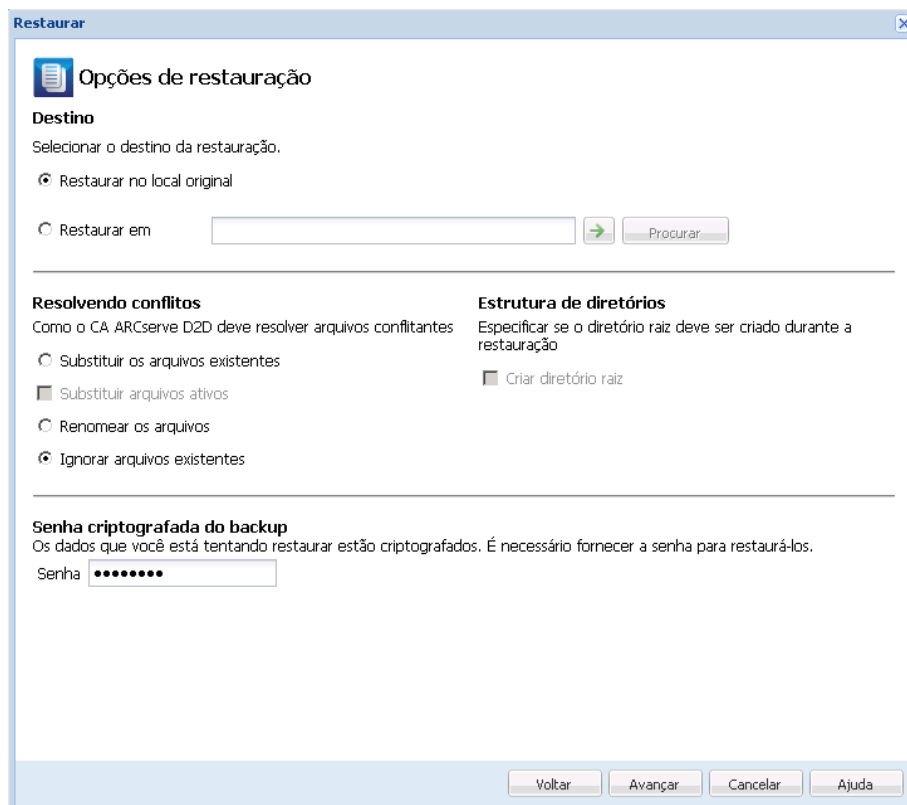 Restaurar
Opções de restauração
Destino
Selecionar o destino da restauração.
Restaurar no local original
Restaurar em
Procurar
Resolvendo conflitos
Como o CA ARCserve D2D deve resolver arquivos conflitantes
Substituir os arquivos existentes
Substituir arquivos ativos
Renomear os arquivos
Ignorar arquivos existentes
Estrutura de diretórios
Especificar se o diretório raiz deve ser criado durante a
restauração
Criar diretório raiz
Senha criptografada do backup
Os dados que você está tentando restaurar estão criptografados. É necessário fornecer a senha para restaurá-los.
Senha ••••••••
Voltar Avançar Cancelar Ajuda